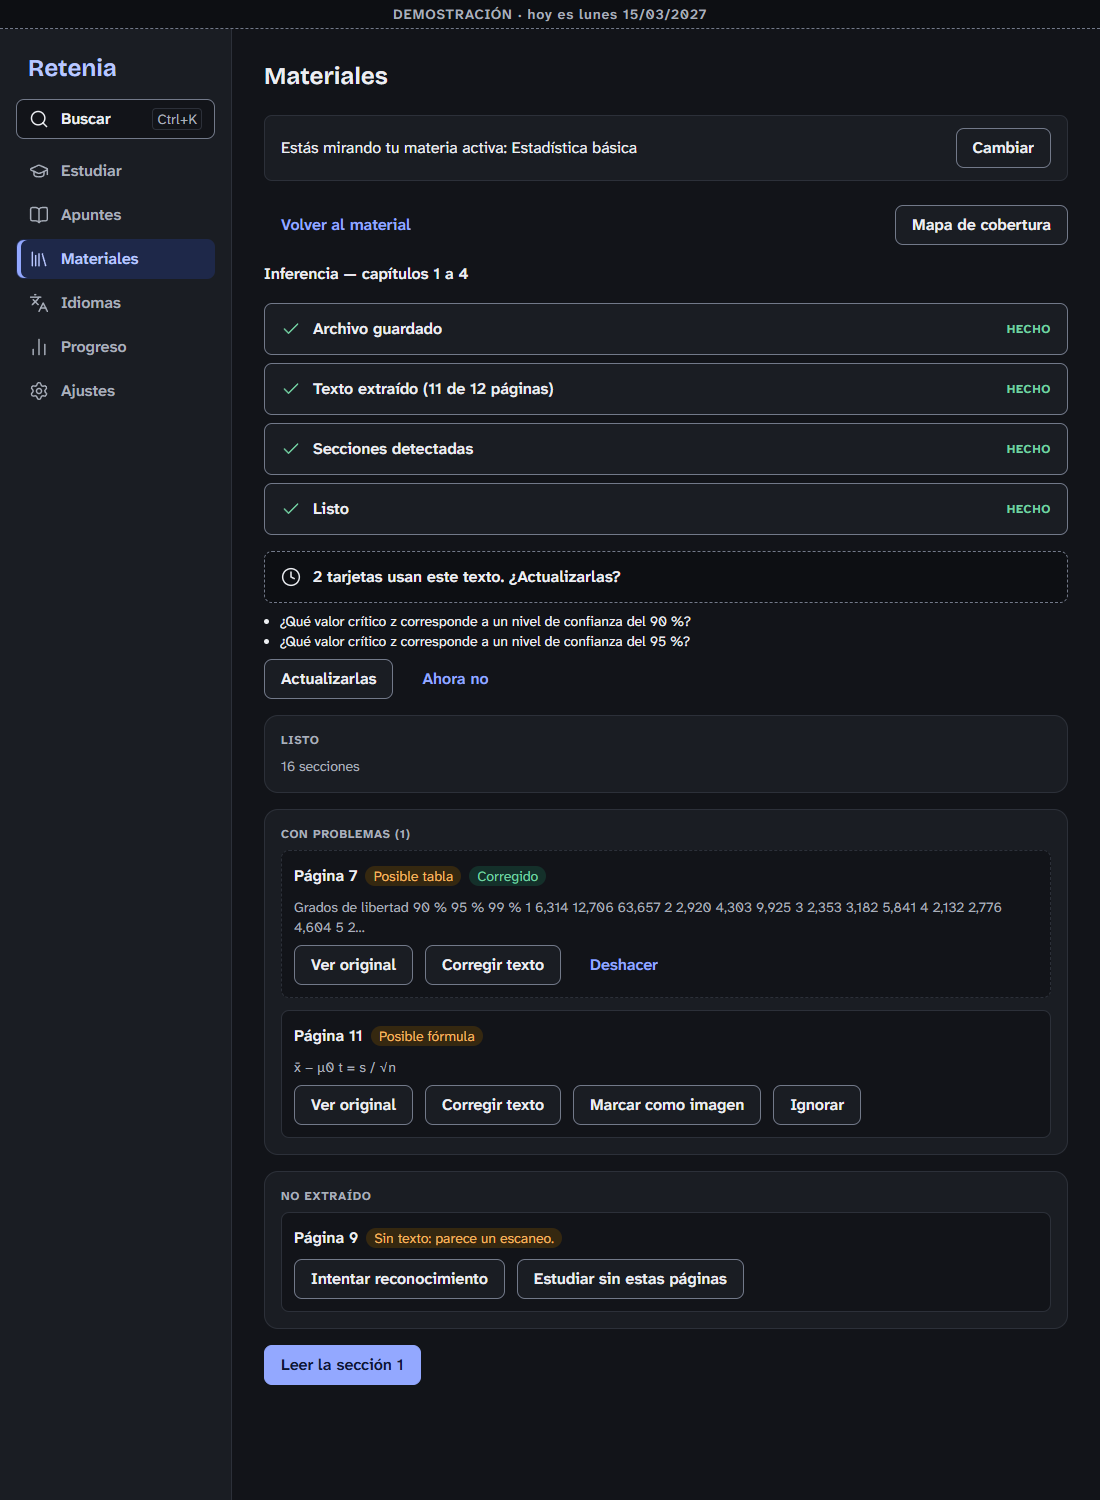 DEMOSTRACIÓN · hoy es lunes 15/03/2027
Retenia
Buscar Ctrl+K
Estudiar
Apuntes
Materiales
Idiomas
Progreso
Ajustes
Materiales
Estás mirando tu materia activa: Estadística básica
Cambiar
Volver al material
Mapa de cobertura
Inferencia — capítulos 1 a 4
Archivo guardado HECHO
Texto extraído (11 de 12 páginas) HECHO
Secciones detectadas HECHO
Listo HECHO
2 tarjetas usan este texto. ¿Actualizarlas?
• ¿Qué valor crítico z corresponde a un nivel de confianza del 90 %?
• ¿Qué valor crítico z corresponde a un nivel de confianza del 95 %?
Actualizarlas Ahora no
LISTO
16 secciones
CON PROBLEMAS (1)
Página 7 Posible tabla Corregido
Grados de libertad 90 % 95 % 99 % 1 6,314 12,706 63,657 2 2,920 4,303 9,925 3 2,353 3,182 5,841 4 2,132 2,776
4,604 5 2…
Ver original Corregir texto Deshacer
Página 11 Posible fórmula
x̄ − μ0 t = s / √n
Ver original Corregir texto Marcar como imagen Ignorar
NO EXTRAÍDO
Página 9 Sin texto: parece un escaneo.
Intentar reconocimiento Estudiar sin estas páginas
Leer la sección 1